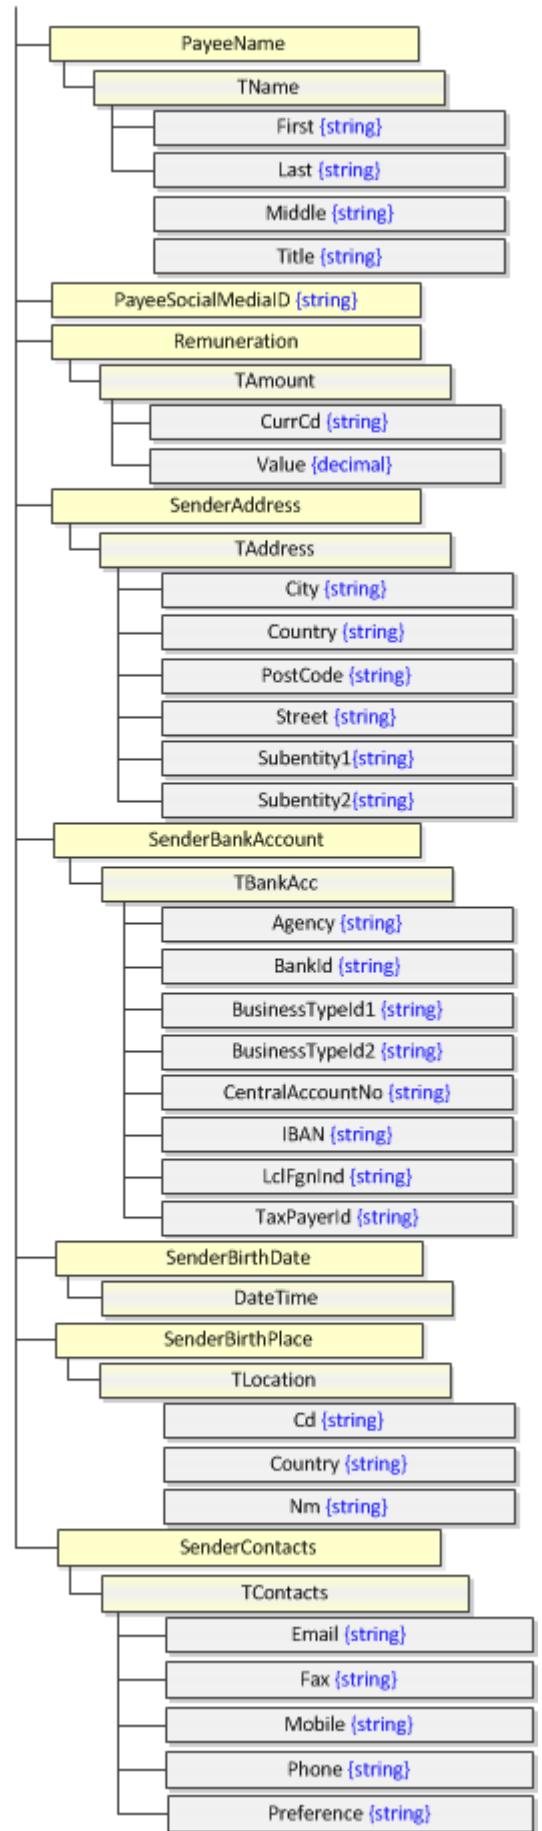 PayeeName
TName
First {string}
Last {string}
Middle {string}
Title {string}
PayeeSocialMediaID {string}
Remuneration
TAmount
CurrCd {string}
Value {decimal}
SenderAddress
TAddress
City {string}
Country {string}
PostCode {string}
Street {string}
Subentity1{string}
Subentity2{string}
SenderBankAccount
TBankAcc
Agency {string}
BankId {string}
BusinessTypeId1 {string}
BusinessTypeId2 {string}
CentralAccountNo {string}
IBAN {string}
LclFgnInd {string}
TaxPayerId {string}
SenderBirthDate
DateTime
SenderBirthPlace
TLocation
Cd {string}
Country {string}
Nm {string}
SenderContacts
TContacts
Email {string}
Fax {string}
Mobile {string}
Phone {string}
Preference {string}